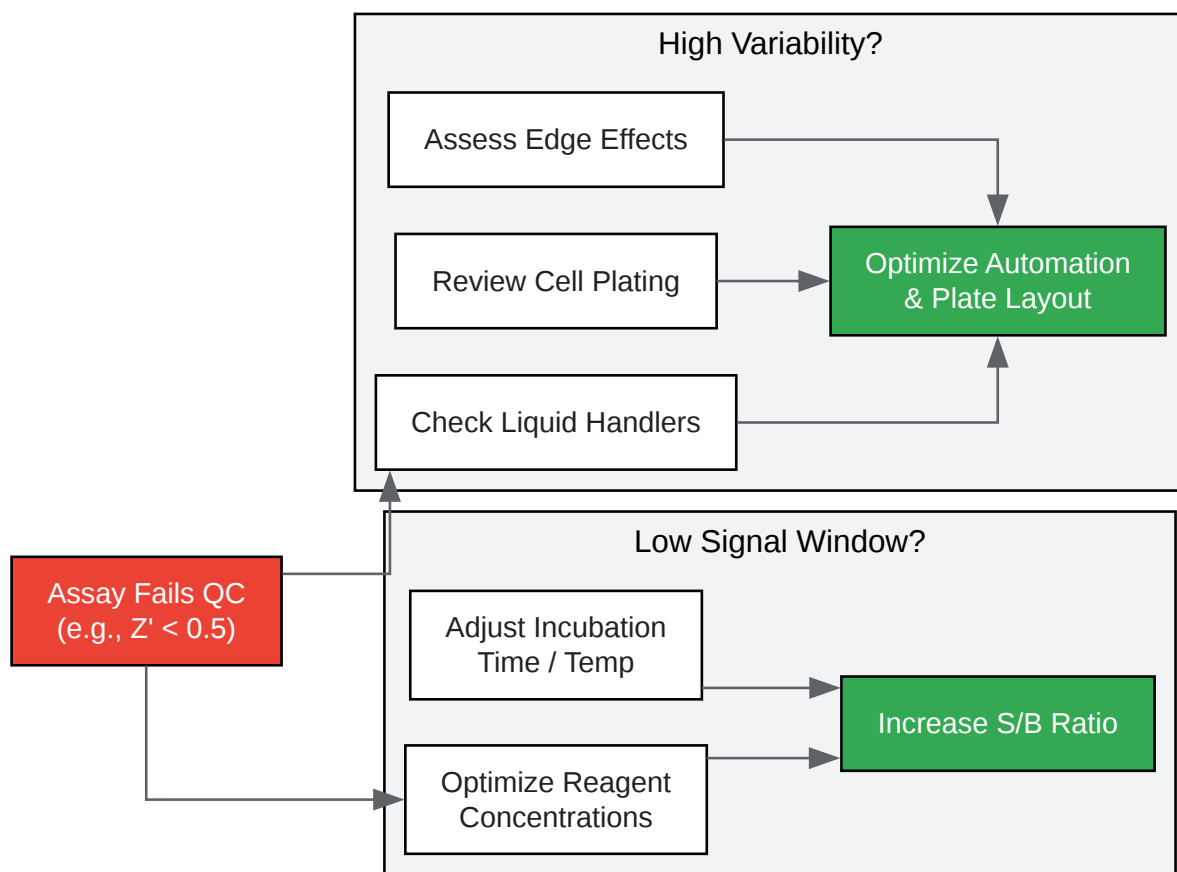 High Variability?
Assess Edge Effects
Review Cell Plating
Optimize Automation
& Plate Layout
Check Liquid Handlers
Low Signal Window?
Assay Fails QC
(e.g., Z' < 0.5)
Adjust Incubation
Time / Temp
Increase S/B Ratio
Optimize Reagent
Concentrations